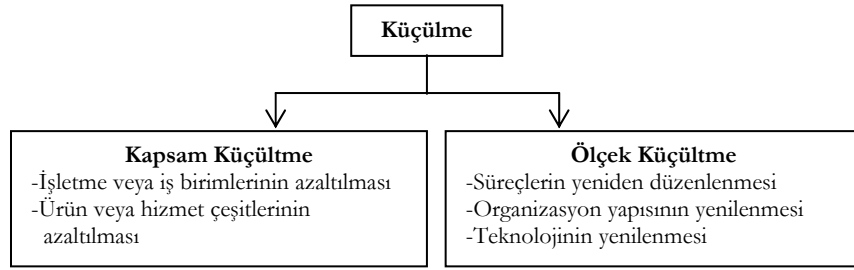 Küçülme
Kapsam Küçültme
-İşletme veya iş birimlerinin azaltılması
-Ürün veya hizmet çeşitlerinin
azaltılması
Ölçek Küçültme
-Süreçlerin yeniden düzenlenmesi
-Organizasyon yapısının yenilenmesi
-Teknolojinin yenilenmesi